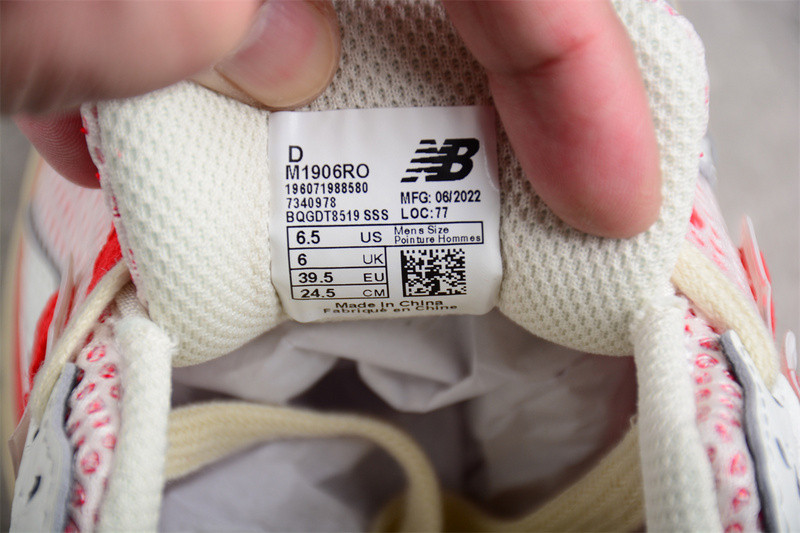 D
M1906RO
NB
196071988580
7340978
MFG: 06/2022
BQGDT8519 SSS
LOC: 77
6.5 US
Mens Size
Pointure Hommes
6 UK
39.5 EU
24.5 CM
Made in China
Fabriqué en Chine